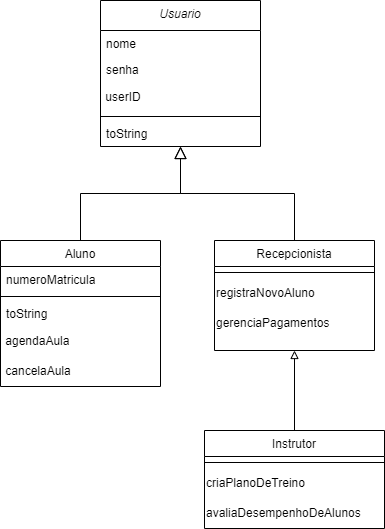 Usuario
nome
senha
userID
toString
Aluno
numeroMatricula
toString
agendaAula
cancelaAula
Recepcionista
registraNovoAluno
gerenciaPagamentos
Instrutor
criaPlanoDeTreino
avaliaDesempenhoDeAlunos